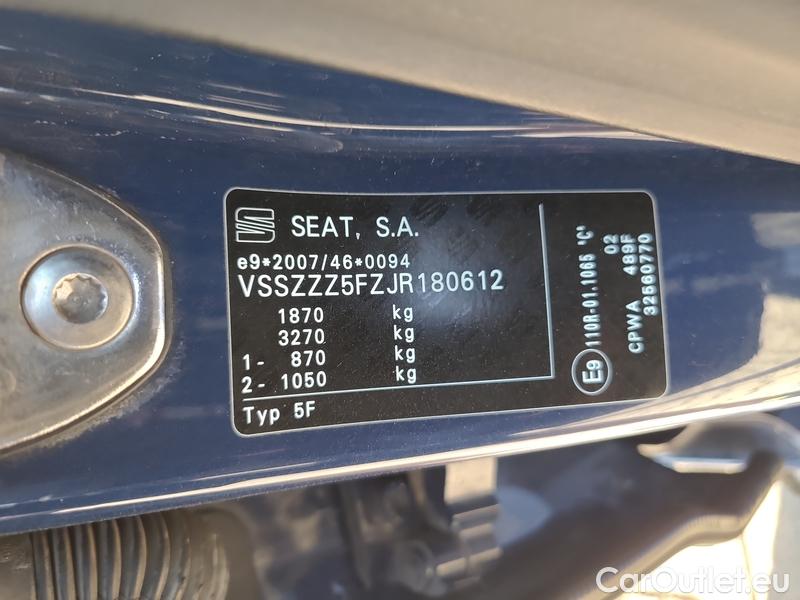 SEAT, S.A.
e9*2007/46*0094
VSSZZZ5FZJR180612
1870 kg
3270 kg
1- 870 kg
2- 1050 kg
Typ 5F
E9 110R-01.1065 "C"
02
CPWA 489F
32560770
CarOutlet.eu